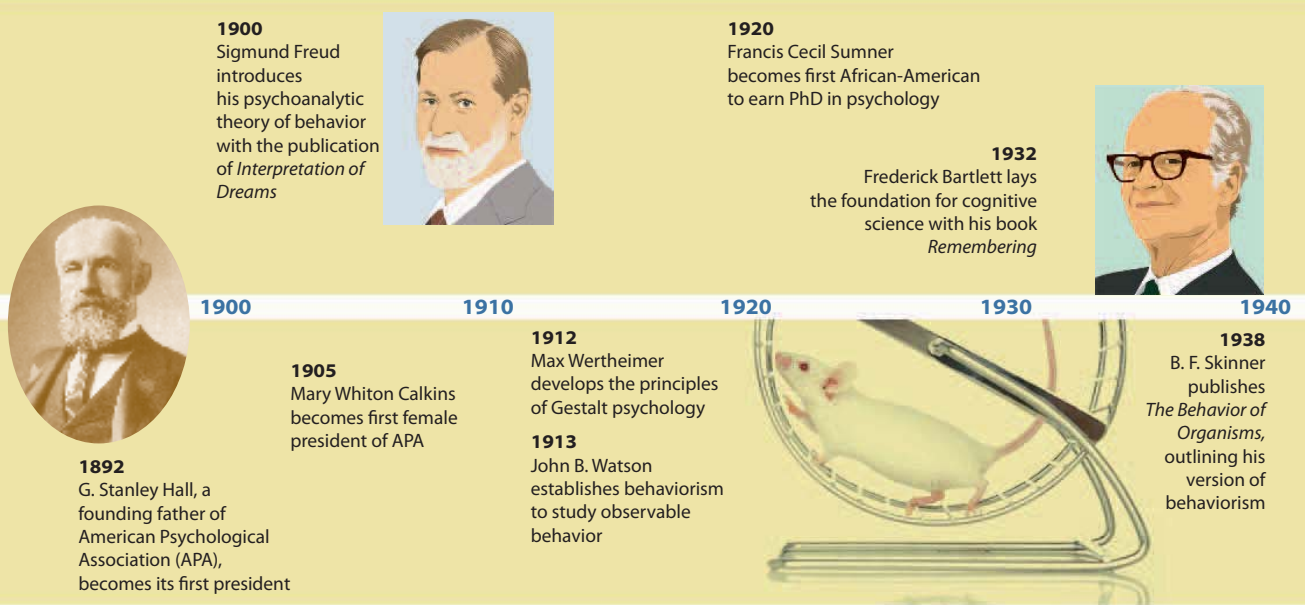 1900
Sigmund Freud
introduces
his psychoanalytic
theory of behavior
with the publication
of Interpretation of
Dreams
1920
Francis Cecil Sumner
becomes first African-American
to earn PhD in psychology
1932
Frederick Bartlett lays
the foundation for cognitive
science with his book
Remembering
1900 1910 1920 1930 1940
1892
G. Stanley Hall, a
founding father of
American Psychological
Association (APA),
becomes its first president
1905
Mary Whiton Calkins
becomes first female
president of APA
1912
Max Wertheimer
develops the principles
of Gestalt psychology
1913
John B. Watson
establishes behaviorism
to study observable
behavior
1938
B. F. Skinner
publishes
The Behavior of
Organisms,
outlining his
version of
behaviorism